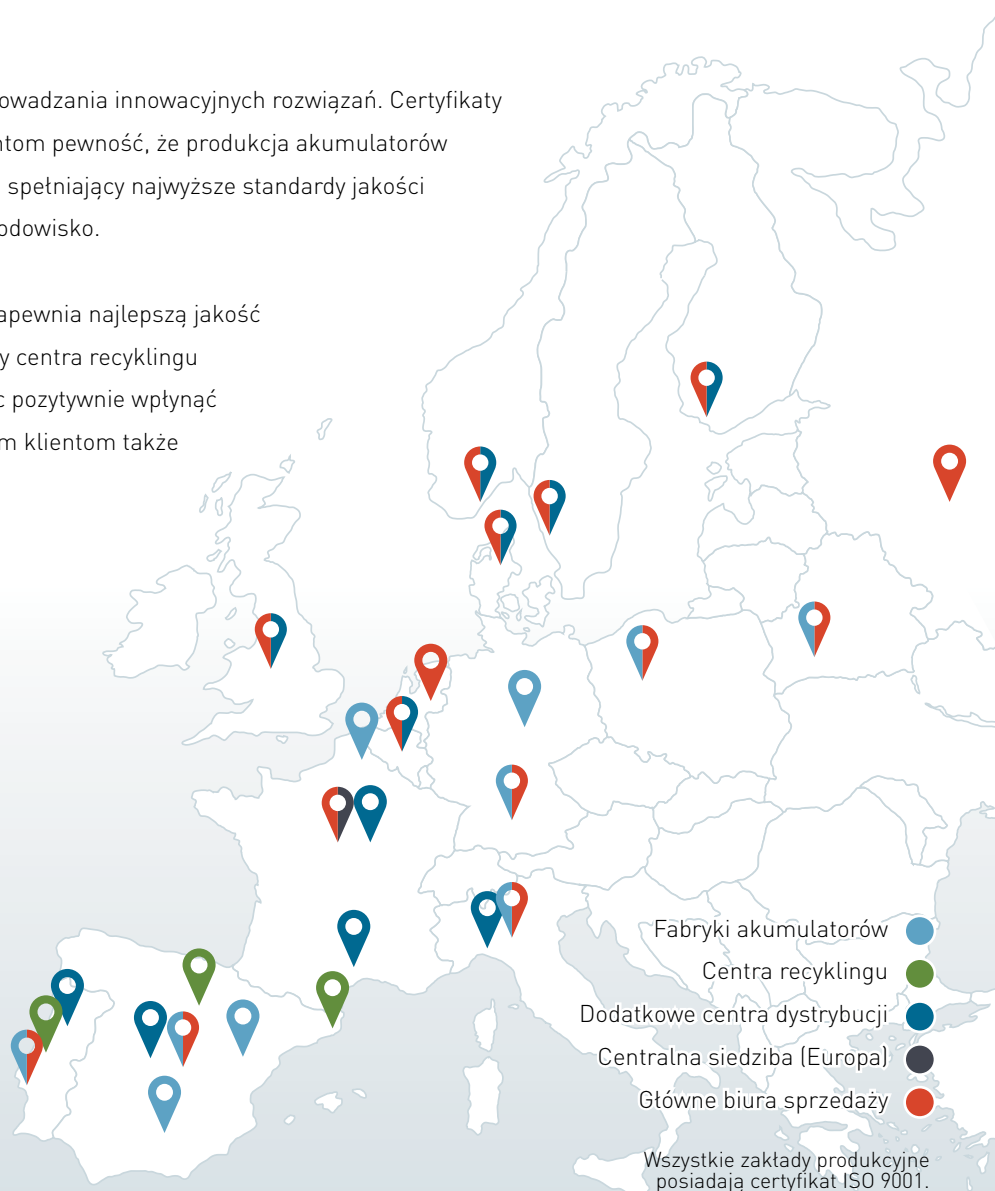 owadzania innowacyjnych rozwiązań. Certyfikaty
ntom pewność, że produkcja akumulatorów
spełniający najwyższe standardy jakości
odowisko.
apewnia najlepszą jakość
y centra recyklingu
c pozytywnie wpłynąć
m klientom także
Fabryki akumulatorów
Centra recyklingu
Dodatkowe centra dystrybucji
Centralna siedziba (Europa)
Główne biura sprzedaży
Wszystkie zakłady produkcyjne
posiadają certyfikat ISO 9001.